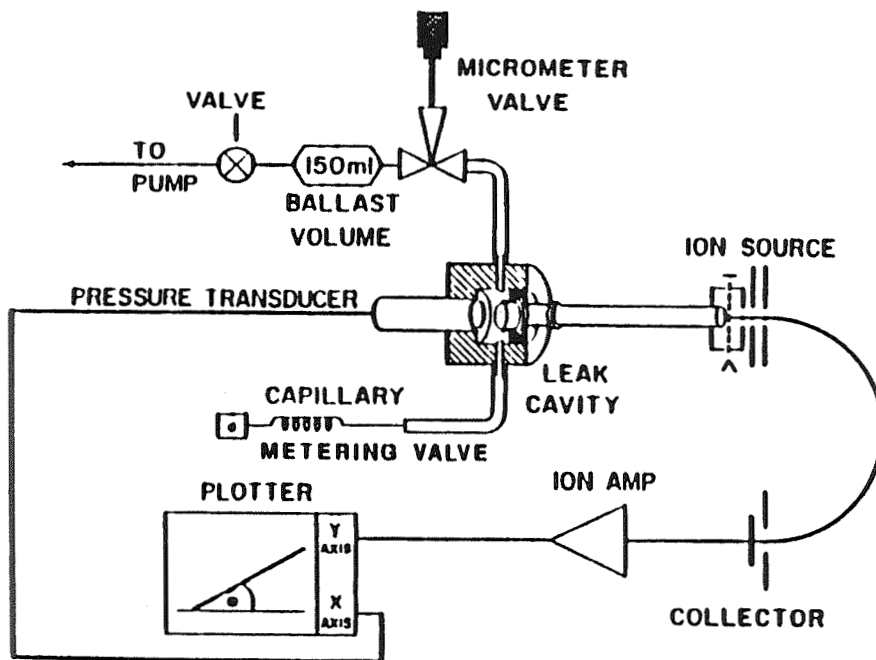 MICROMETER
VALVE
VALVE
TO
PUMP
150ml
BALLAST
VOLUME
ION SOURCE
PRESSURE TRANSDUCER
LEAK
CAVITY
CAPILLARY
METERING VALVE
PLOTTER
ION AMP
Y
AXIS
X
AXIS
COLLECTOR